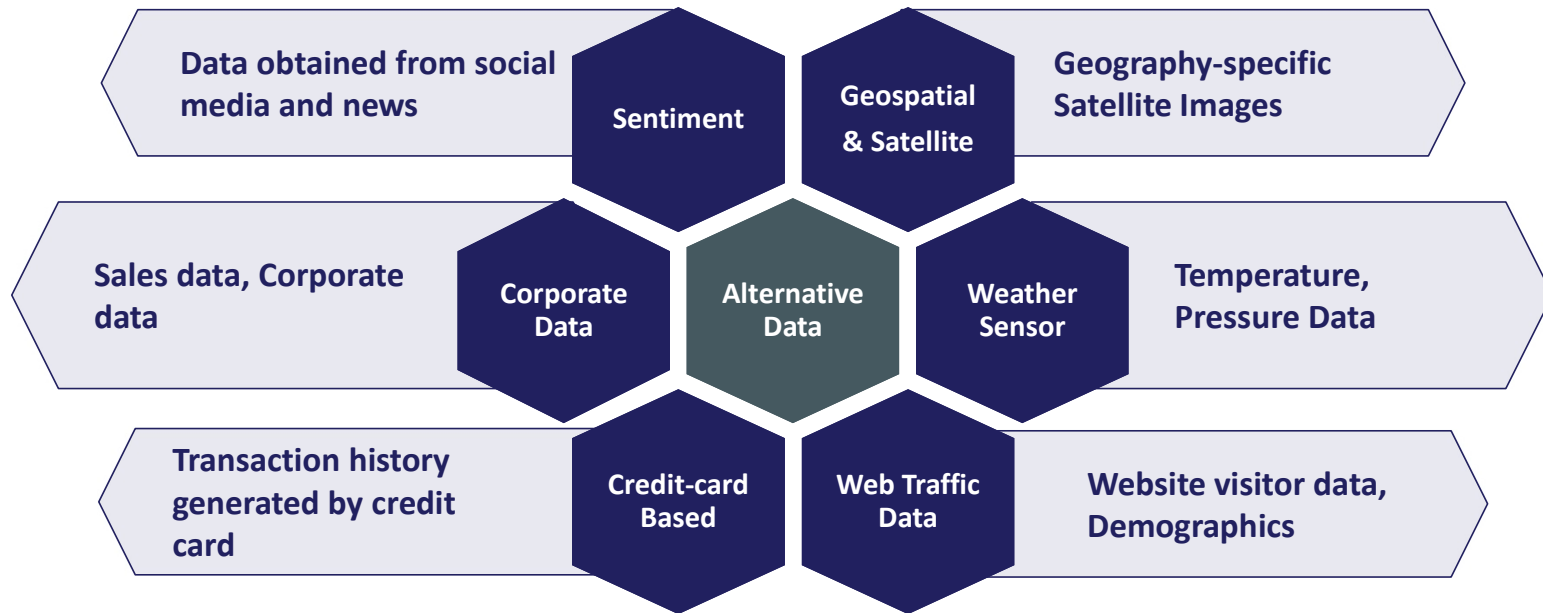 Data obtained from social
media and news
Sentiment
Geospatial
& Satellite
Geography-specific
Satellite Images
Sales data, Corporate
data
Corporate
Data
Alternative
Data
Weather
Sensor
Temperature,
Pressure Data
Transaction history
generated by credit
card
Credit-card
Based
Web Traffic
Data
Website visitor data,
Demographics